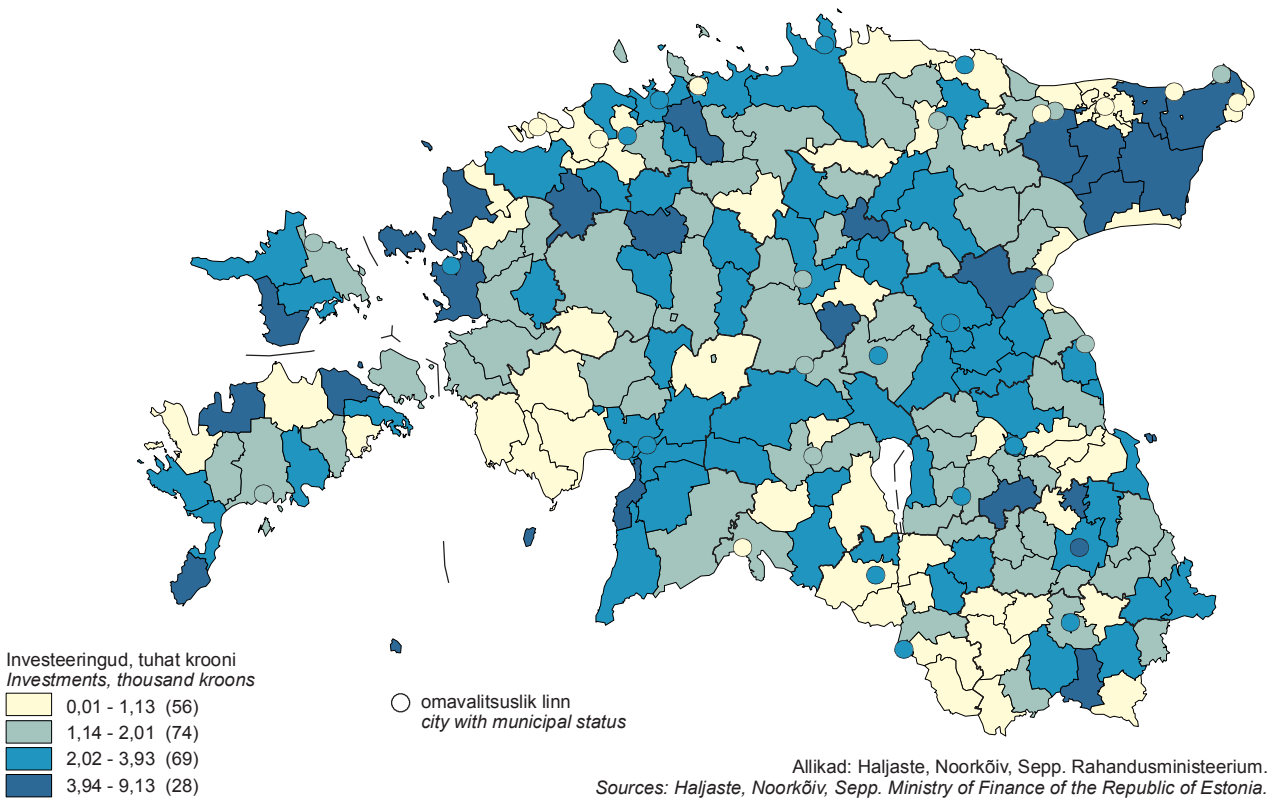 Investeeringud, tuhat krooni
Investments, thousand kroons
0,01 - 1,13 (56)
1,14 - 2,01 (74)
2,02 - 3,93 (69)
3,94 - 9,13 (28)
omavalitsuslik linn
city with municipal status
Allikad: Haljaste, Noorkõiv, Sepp. Rahandusministeerium.
Sources: Haljaste, Noorkõiv, Sepp. Ministry of Finance of the Republic of Estonia.